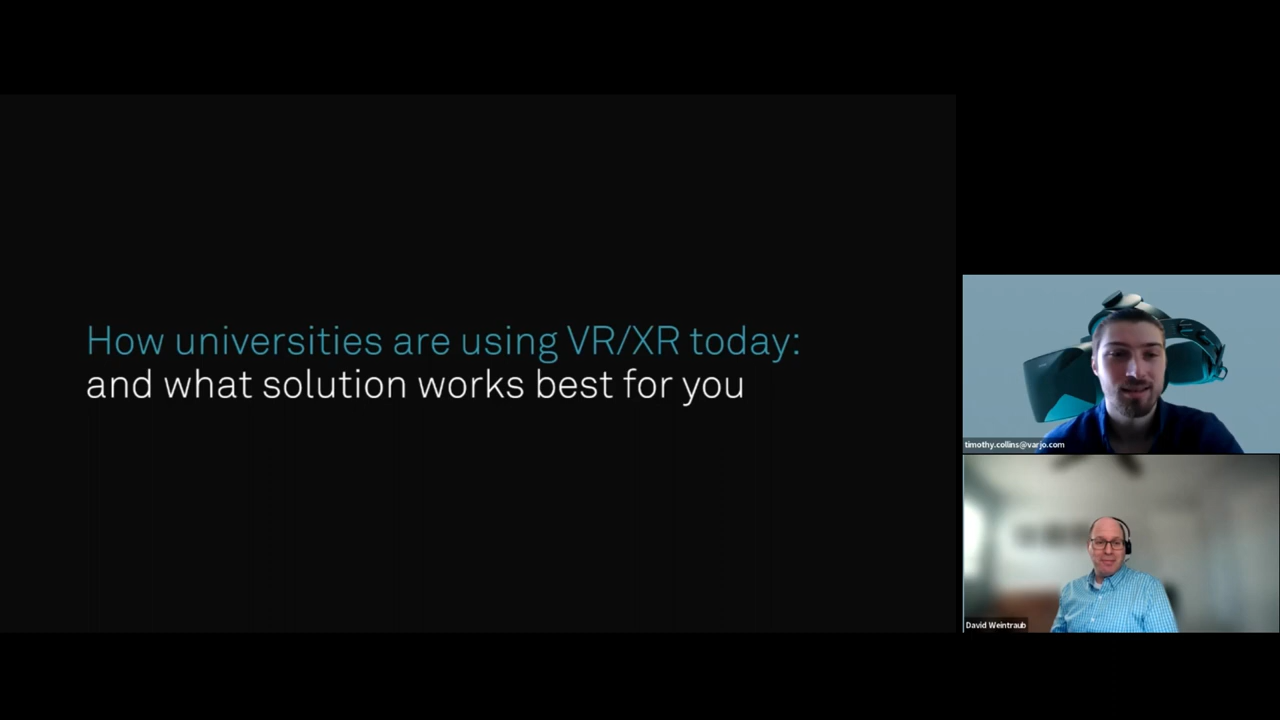 How universities are using VR/XR today:
and what solution works best for you
timothy.collins@varjo.com
David Weintraub